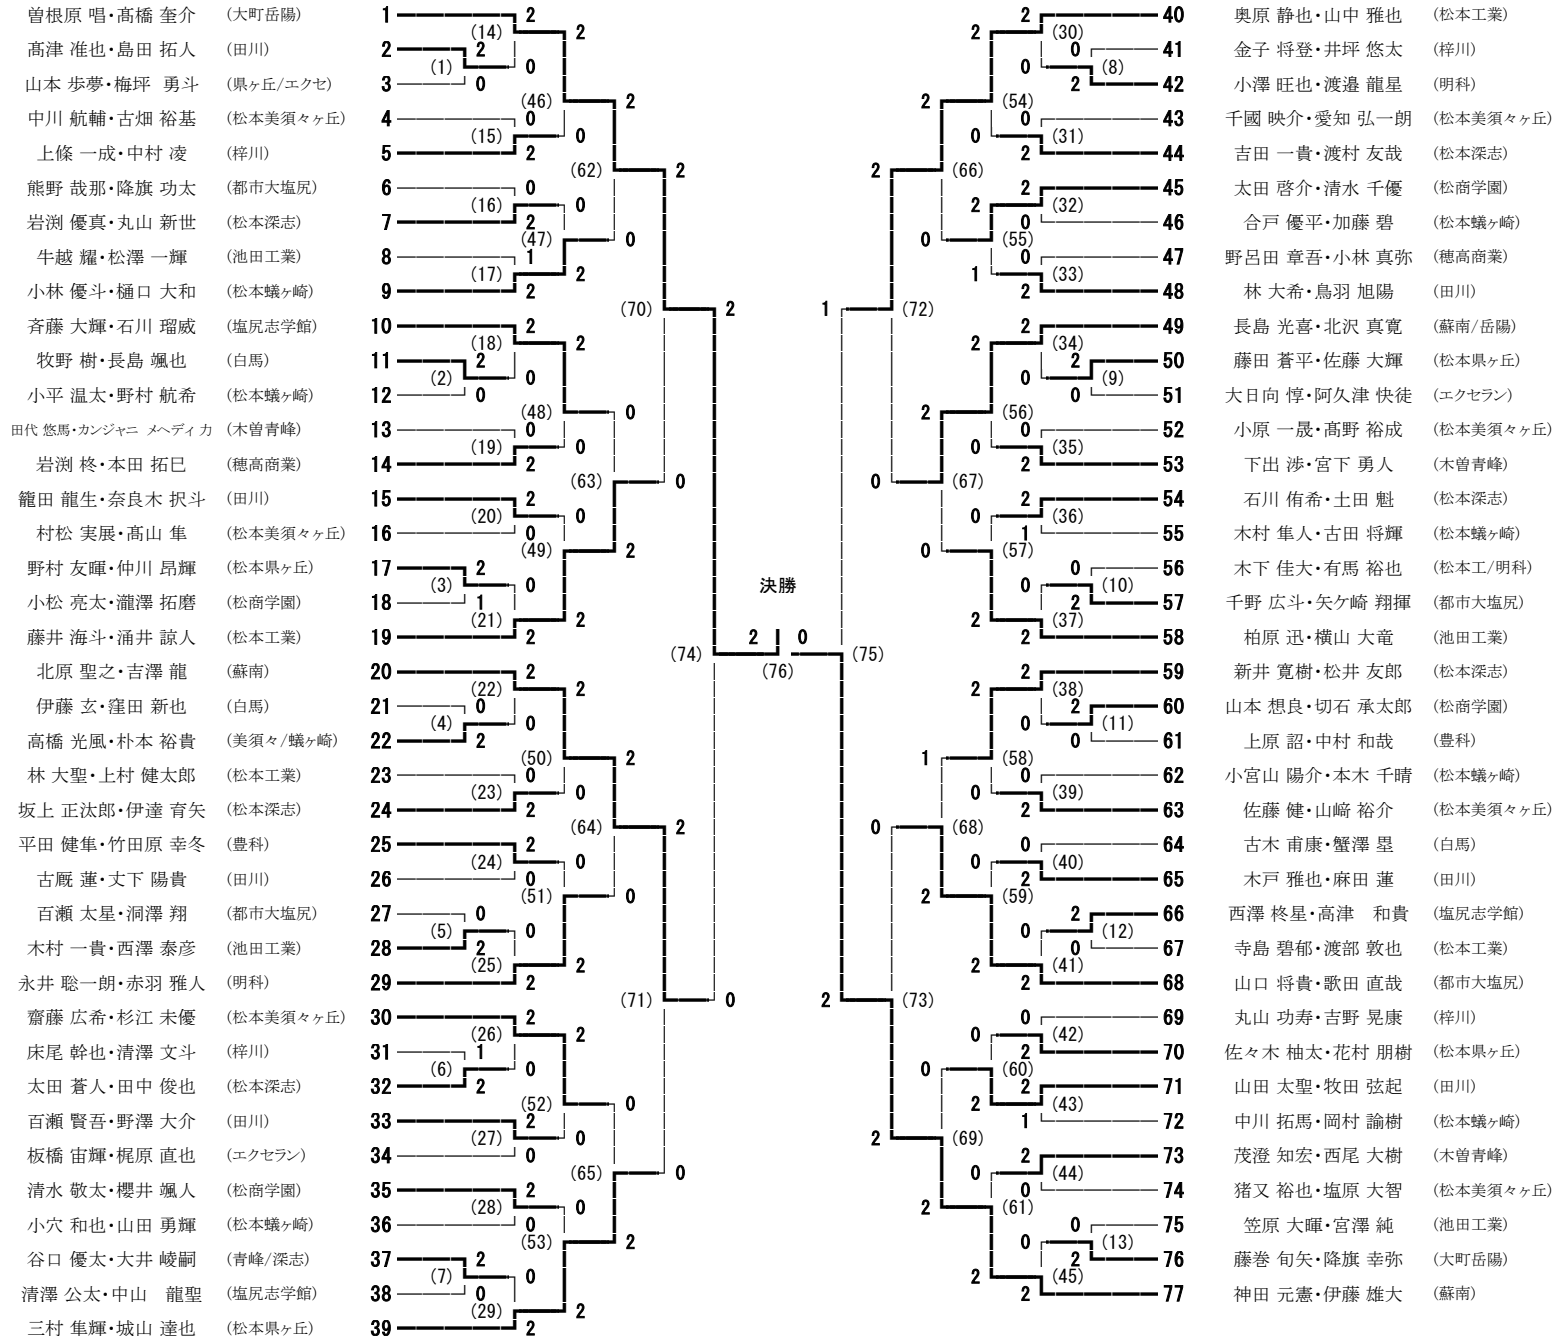 1 曽根原 唱・髙橋 奎介 (大町岳陽)
2 髙津 准也・島田 拓人 (田川)
3 山本 歩夢・梅坪 勇斗 (県ヶ丘/エクセ)
4 中川 航輔・古畑 裕基 (松本美須々ヶ丘)
5 上條 一成・中村 凌 (梓川)
6 熊野 哉那・降旗 功太 (都市大塩尻)
7 岩渕 優真・丸山 新世 (松本深志)
8 牛越 耀・松澤 一輝 (池田工業)
9 小林 優斗・樋口 大和 (松本蟻ヶ崎)
10 斉藤 大輝・石川 瑠威 (塩尻志学館)
11 牧野 樹・長島 颯也 (白馬)
12 小平 温太・野村 航希 (松本蟻ヶ崎)
13 田代 悠馬・カンジャニ メヘディ力 (木曽青峰)
14 岩渕 柊・本田 拓巳 (穂高商業)
15 籠田 龍生・奈良木 択斗 (田川)
16 村松 実展・髙山 隼 (松本美須々ヶ丘)
17 野村 友暉・仲川 昂輝 (松本県ヶ丘)
18 小松 亮太・瀧澤 拓磨 (松商学園)
19 藤井 海斗・涌井 諒人 (松本工業)
20 北原 聖之・吉澤 龍 (蘇南)
21 伊藤 玄・窪田 新也 (白馬)
22 高橋 光風・朴本 裕貴 (美須々/蟻ヶ崎)
23 林 大聖・上村 健太郎 (松本工業)
24 坂上 正汰郎・伊達 育矢 (松本深志)
25 平田 健隼・竹田原 幸冬 (豊科)
26 古厩 蓮・丈下 陽貴 (田川)
27 百瀬 太星・洞澤 翔 (都市大塩尻)
28 木村 一貴・西澤 泰彦 (池田工業)
29 永井 聡一朗・赤羽 雅人 (明科)
30 齋藤 広希・杉江 未優 (松本美須々ヶ丘)
31 床尾 幹也・清澤 文斗 (梓川)
32 太田 蒼人・田中 俊也 (松本深志)
33 百瀬 賢吾・野澤 大介 (田川)
34 板橋 宙輝・梶原 直也 (エクセラン)
35 清水 敬太・櫻井 颯人 (松商学園)
36 小穴 和也・山田 勇輝 (松本蟻ヶ崎)
37 谷口 優太・大井 崚嗣 (青峰/深志)
38 清澤 公太・中山 龍聖 (塩尻志学館)
39 三村 隼輝・城山 達也 (松本県ヶ丘)
決勝
2 0
(74) (76) (75)
40 奥原 静也・山中 雅也 (松本工業)
41 金子 将登・井坪 悠太 (梓川)
42 小澤 旺也・渡邉 龍星 (明科)
43 千國 映介・愛知 弘一朗 (松本美須々ヶ丘)
44 吉田 一貴・渡村 友哉 (松本深志)
45 太田 啓介・清水 千優 (松商学園)
46 合戸 優平・加藤 碧 (松本蟻ヶ崎)
47 野呂田 章吾・小林 真弥 (穂高商業)
48 林 大希・鳥羽 旭陽 (田川)
49 長島 光喜・北沢 真寛 (蘇南/岳陽)
50 藤田 蒼平・佐藤 大輝 (松本県ヶ丘)
51 大日向 惇・阿久津 快徒 (エクセラン)
52 小原 一晟・髙野 裕成 (松本美須々ヶ丘)
53 下出 渉・宮下 勇人 (木曽青峰)
54 石川 侑希・土田 魁 (松本深志)
55 木村 隼人・古田 将輝 (松本蟻ヶ崎)
56 木下 佳大・有馬 裕也 (松本工/明科)
57 千野 広斗・矢ケ崎 翔揮 (都市大塩尻)
58 柏原 迅・横山 大竜 (池田工業)
59 新井 寛樹・松井 友郎 (松本深志)
60 山本 想良・切石 承太郎 (松商学園)
61 上原 詔・中村 和哉 (豊科)
62 小宮山 陽介・本木 千晴 (松本蟻ヶ崎)
63 佐藤 健・山﨑 裕介 (松本美須々ヶ丘)
64 古木 甫康・蟹澤 塁 (白馬)
65 木戸 雅也・麻田 蓮 (田川)
66 西澤 柊星・高津 和貴 (塩尻志学館)
67 寺島 碧郁・渡部 敦也 (松本工業)
68 山口 将貴・歌田 直哉 (都市大塩尻)
69 丸山 功寿・吉野 晃康 (梓川)
70 佐々木 柚太・花村 朋樹 (松本県ヶ丘)
71 山田 太聖・牧田 弦起 (田川)
72 中川 拓馬・岡村 諭樹 (松本蟻ヶ崎)
73 茂澄 知宏・西尾 大樹 (木曽青峰)
74 猪又 裕也・塩原 大智 (松本美須々ヶ丘)
75 笠原 大暉・宮澤 純 (池田工業)
76 藤巻 旬矢・降旗 幸弥 (大町岳陽)
77 神田 元憲・伊藤 雄大 (蘇南)